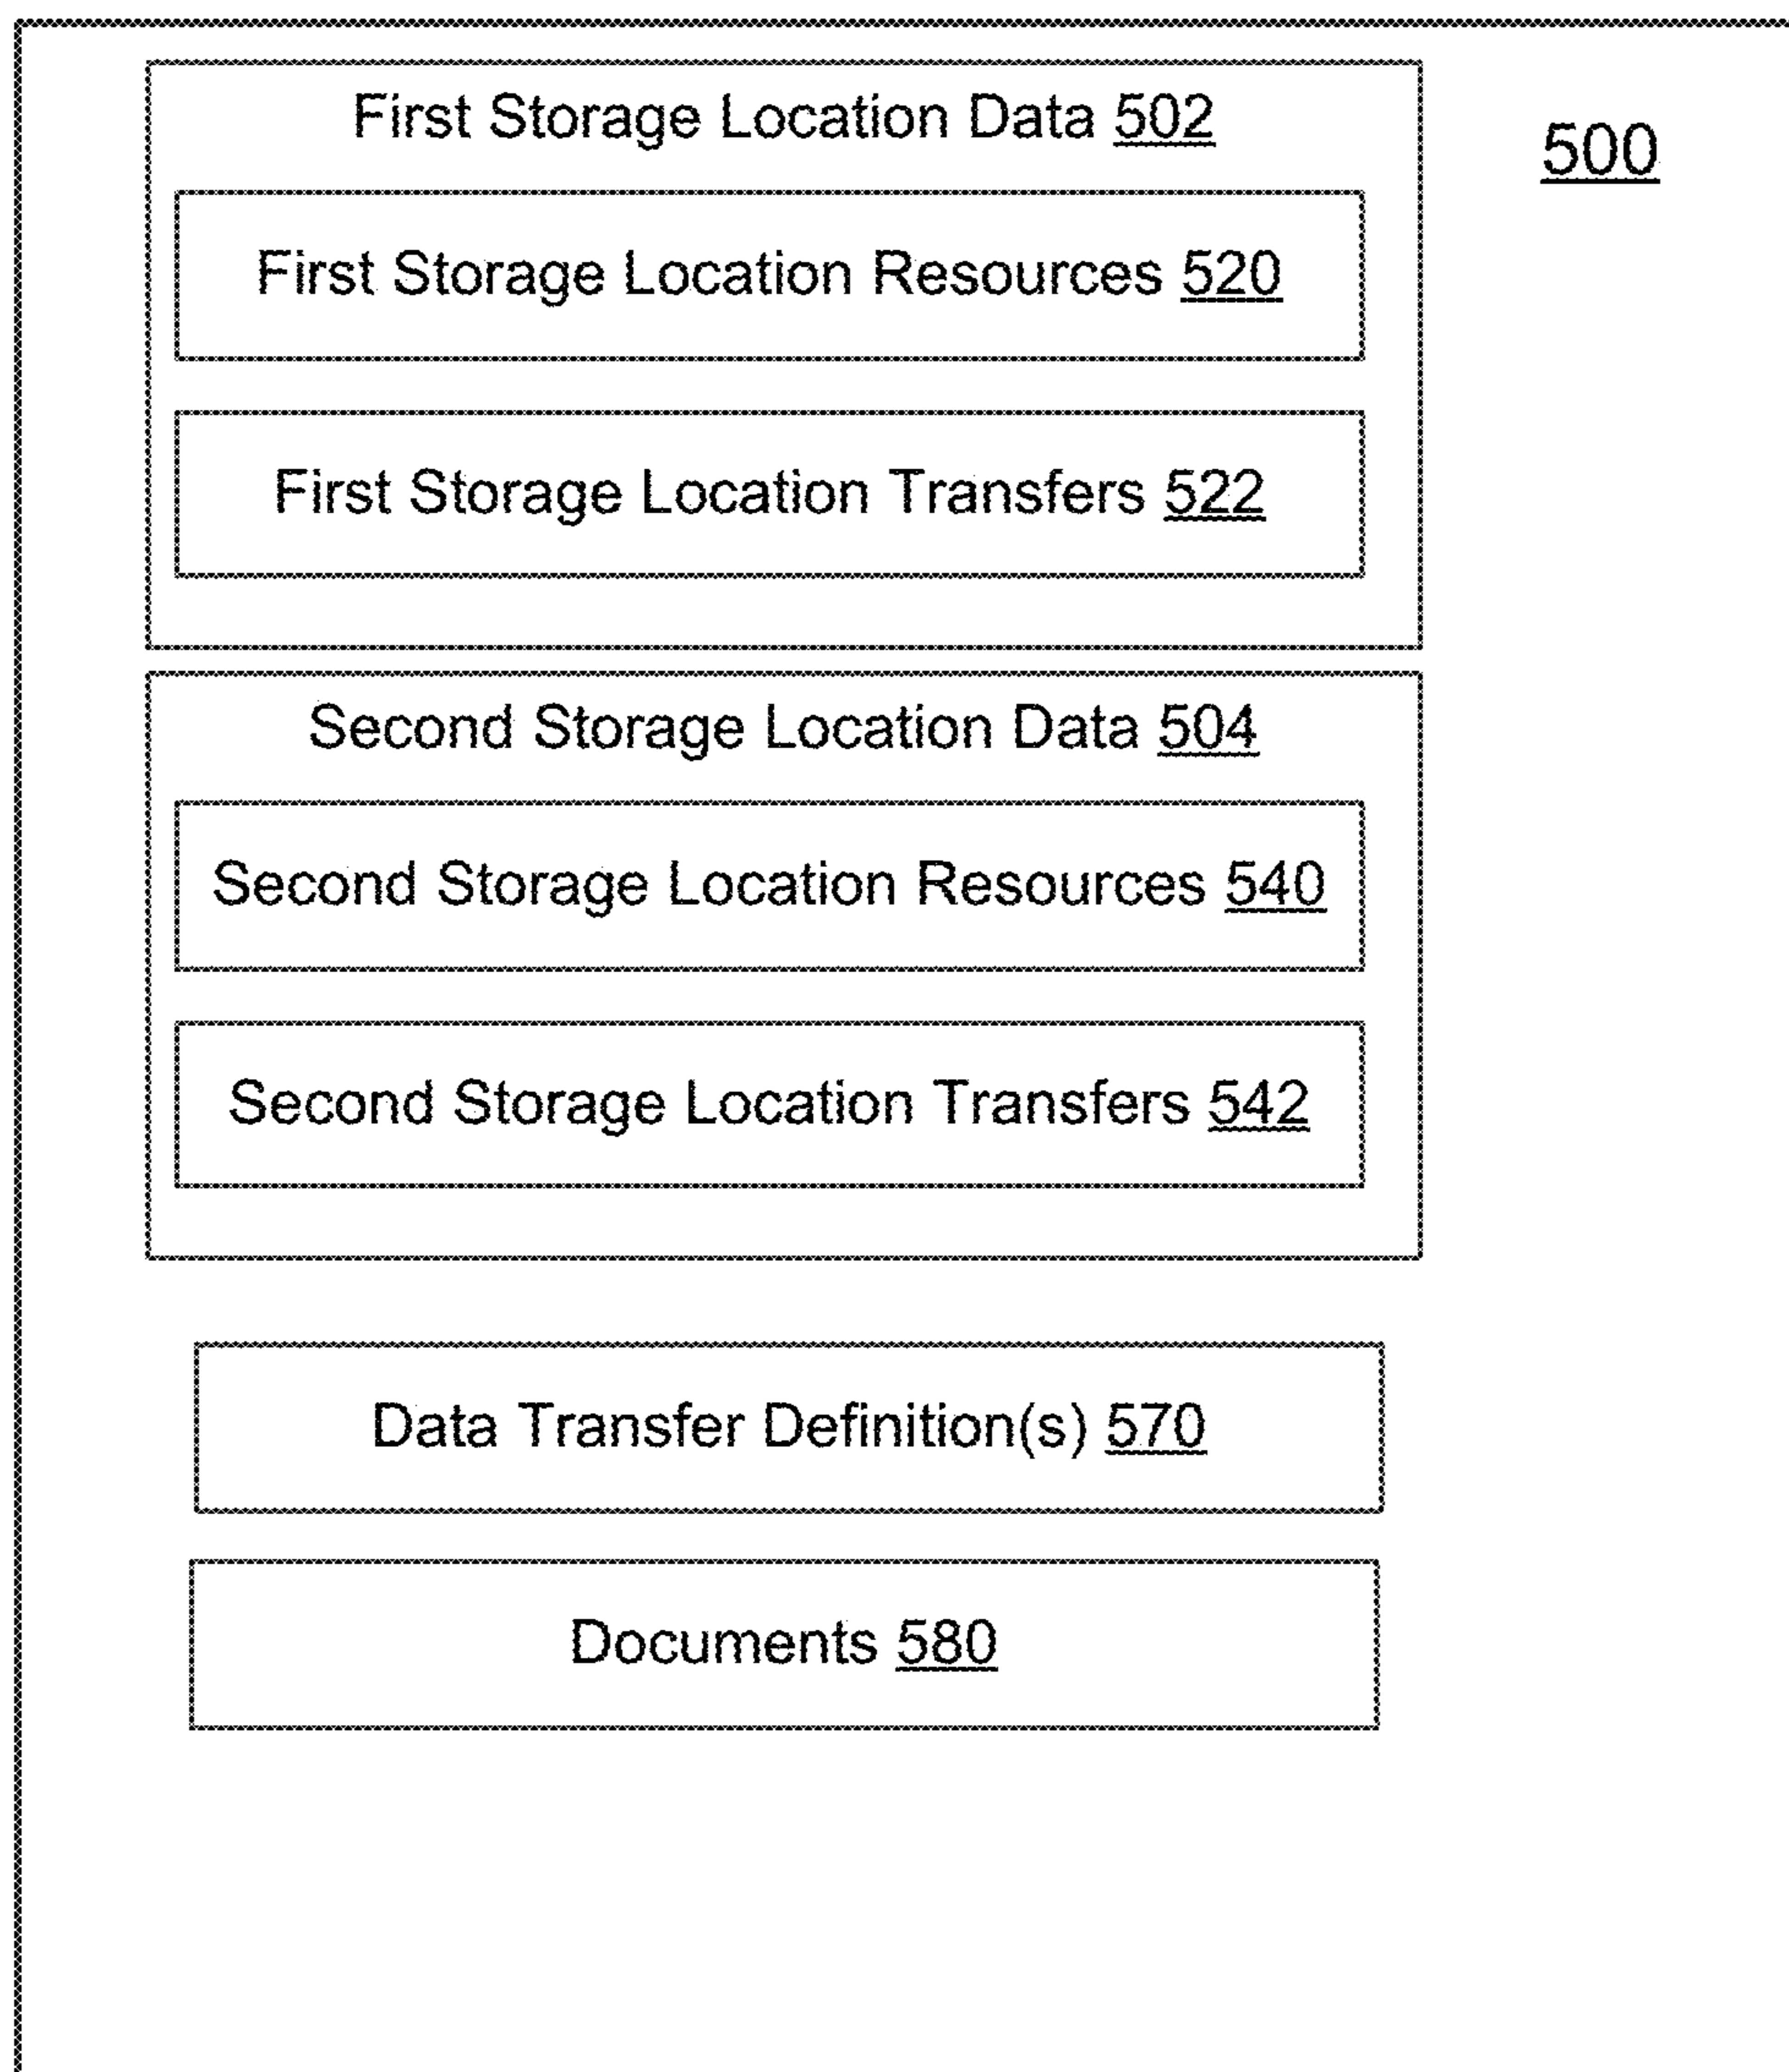 First Storage Location Data 502
500
First Storage Location Resources 520
First Storage Location Transfers 522
Second Storage Location Data 504
Second Storage Location Resources 540
Second Storage Location Transfers 542
Data Transfer Definition(s) 570
Documents 580